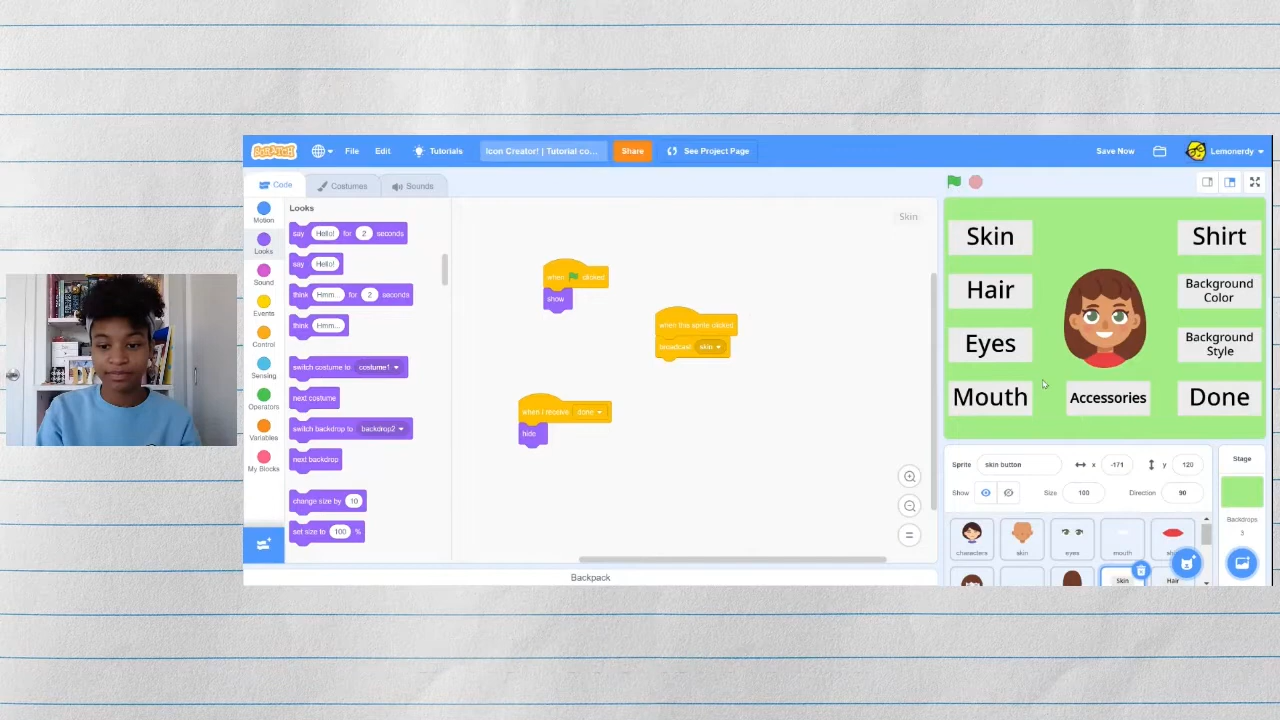 SCRATCH
File
Edit
Tutorials
Icon Creator! | Tutorial co...
Share
See Project Page
Save Now
Lemonerdy
Code
Costumes
Sounds
Motion
Looks
Sound
Events
Control
Sensing
Operators
Variables
My Blocks
Looks
say Hello! for 2 seconds
say Hello!
think Hmm... for 2 seconds
think Hmm...
switch costume to costume1
next costume
switch backdrop to backdrop2
next backdrop
change size by 10
set size to 100 %
Skin
when clicked
show
when this sprite clicked
broadcast skin
when I receive done
hide
Backpack
Skin
Hair
Eyes
Mouth
Accessories
Shirt
Background
Color
Background
Style
Done
Sprite skin button x -171 y 120
Show Size 100 Direction 90
characters
skin
eyes
mouth
Skin
Hair
Stage
Backdrops
3